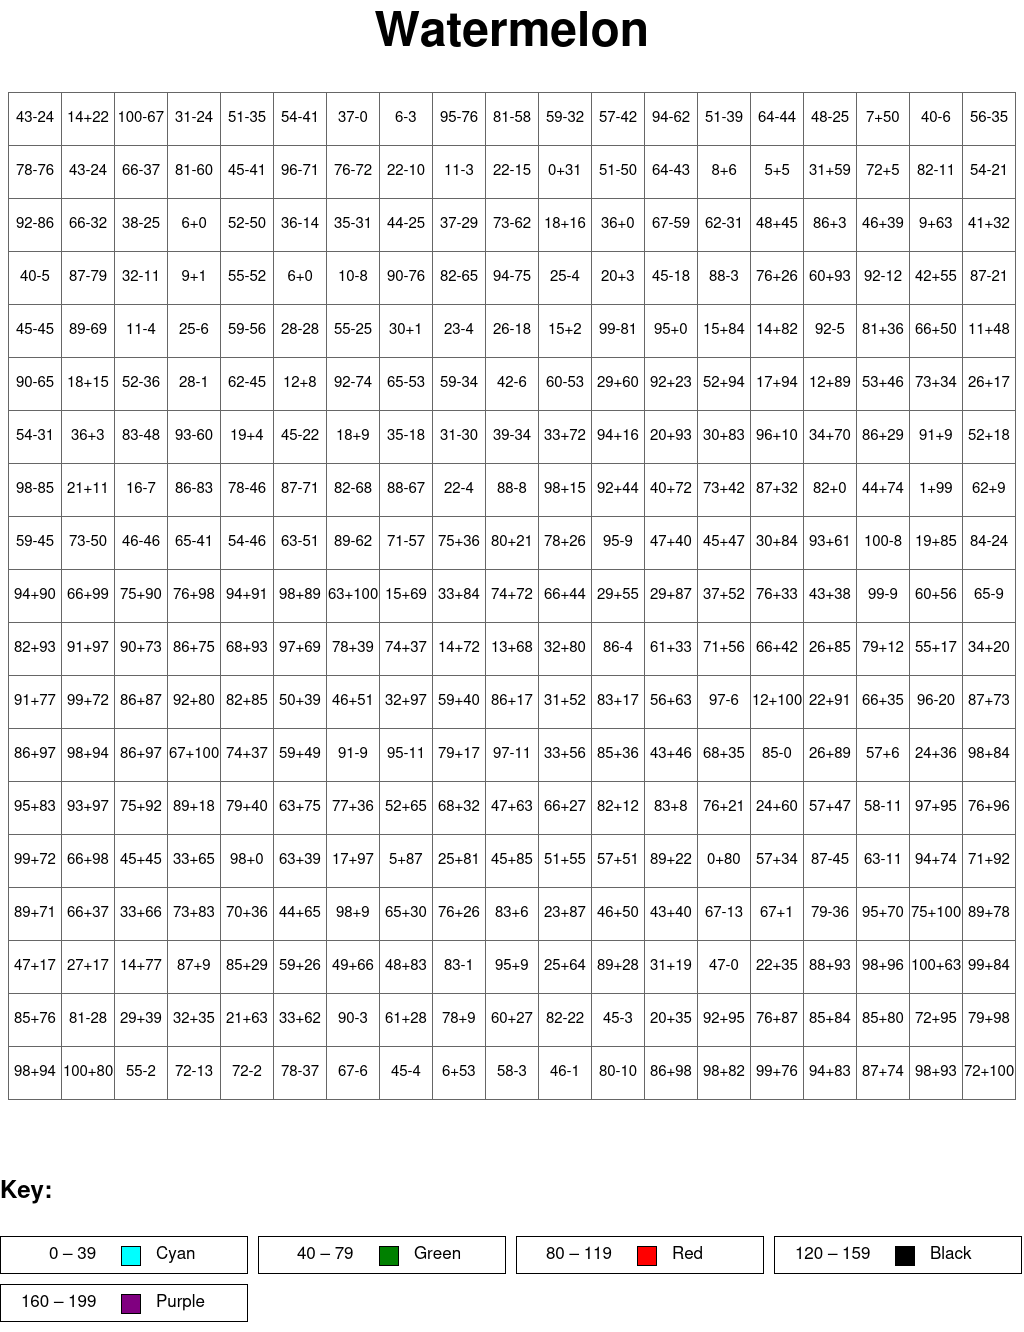 Watermelon
43-24 14+22 100-67 31-24 51-35 54-41 37-0 6-3 95-76 81-58 59-32 57-42 94-62 51-39 64-44 48-25 7+50 40-6 56-35
78-76 43-24 66-37 81-60 45-41 96-71 76-72 22-10 11-3 22-15 0+31 51-50 64-43 8+6 5+5 31+59 72+5 82-11 54-21
92-86 66-32 38-25 6+0 52-50 36-14 35-31 44-25 37-29 73-62 18+16 36+0 67-59 62-31 48+45 86+3 46+39 9+63 41+32
40-5 87-79 32-11 9+1 55-52 6+0 10-8 90-76 82-65 94-75 25-4 20+3 45-18 88-3 76+26 60+93 92-12 42+55 87-21
45-45 89-69 11-4 25-6 59-56 28-28 55-25 30+1 23-4 26-18 15+2 99-81 95+0 15+84 14+82 92-5 81+36 66+50 11+48
90-65 18+15 52-36 28-1 62-45 12+8 92-74 65-53 59-34 42-6 60-53 29+60 92+23 52+94 17+94 12+89 53+46 73+34 26+17
54-31 36+3 83-48 93-60 19+4 45-22 18+9 35-18 31-30 39-34 33+72 94+16 20+93 30+83 96+10 34+70 86+29 91+9 52+18
98-85 21+11 16-7 86-83 78-46 87-71 82-68 88-67 22-4 88-8 98+15 92+44 40+72 73+42 87+32 82+0 44+74 1+99 62+9
59-45 73-50 46-46 65-41 54-46 63-51 89-62 71-57 75+36 80+21 78+26 95-9 47+40 45+47 30+84 93+61 100-8 19+85 84-24
94+90 66+99 75+90 76+98 94+91 98+89 63+100 15+69 33+84 74+72 66+44 29+55 29+87 37+52 76+33 43+38 99-9 60+56 65-9
82+93 91+97 90+73 86+75 68+93 97+69 78+39 74+37 14+72 13+68 32+80 86-4 61+33 71+56 66+42 26+85 79+12 55+17 34+20
91+77 99+72 86+87 92+80 82+85 50+39 46+51 32+97 59+40 86+17 31+52 83+17 56+63 97-6 12+100 22+91 66+35 96-20 87+73
86+97 98+94 86+97 67+100 74+37 59+49 91-9 95-11 79+17 97-11 33+56 85+36 43+46 68+35 85-0 26+89 57+6 24+36 98+84
95+83 93+97 75+92 89+18 79+40 63+75 77+36 52+65 68+32 47+63 66+27 82+12 83+8 76+21 24+60 57+47 58-11 97+95 76+96
99+72 66+98 45+45 33+65 98+0 63+39 17+97 5+87 25+81 45+85 51+55 57+51 89+22 0+80 57+34 87-45 63-11 94+74 71+92
89+71 66+37 33+66 73+83 70+36 44+65 98+9 65+30 76+26 83+6 23+87 46+50 43+40 67-13 67+1 79-36 95+70 75+100 89+78
47+17 27+17 14+77 87+9 85+29 59+26 49+66 48+83 83-1 95+9 25+64 89+28 31+19 47-0 22+35 88+93 98+96 100+63 99+84
85+76 81-28 29+39 32+35 21+63 33+62 90-3 61+28 78+9 60+27 82-22 45-3 20+35 92+95 76+87 85+84 85+80 72+95 79+98
98+94 100+80 55-2 72-13 72-2 78-37 67-6 45-4 6+53 58-3 46-1 80-10 86+98 98+82 99+76 94+83 87+74 98+93 72+100
Key:
0 – 39 Cyan 40 – 79 Green 80 – 119 Red 120 – 159 Black
160 – 199 Purple